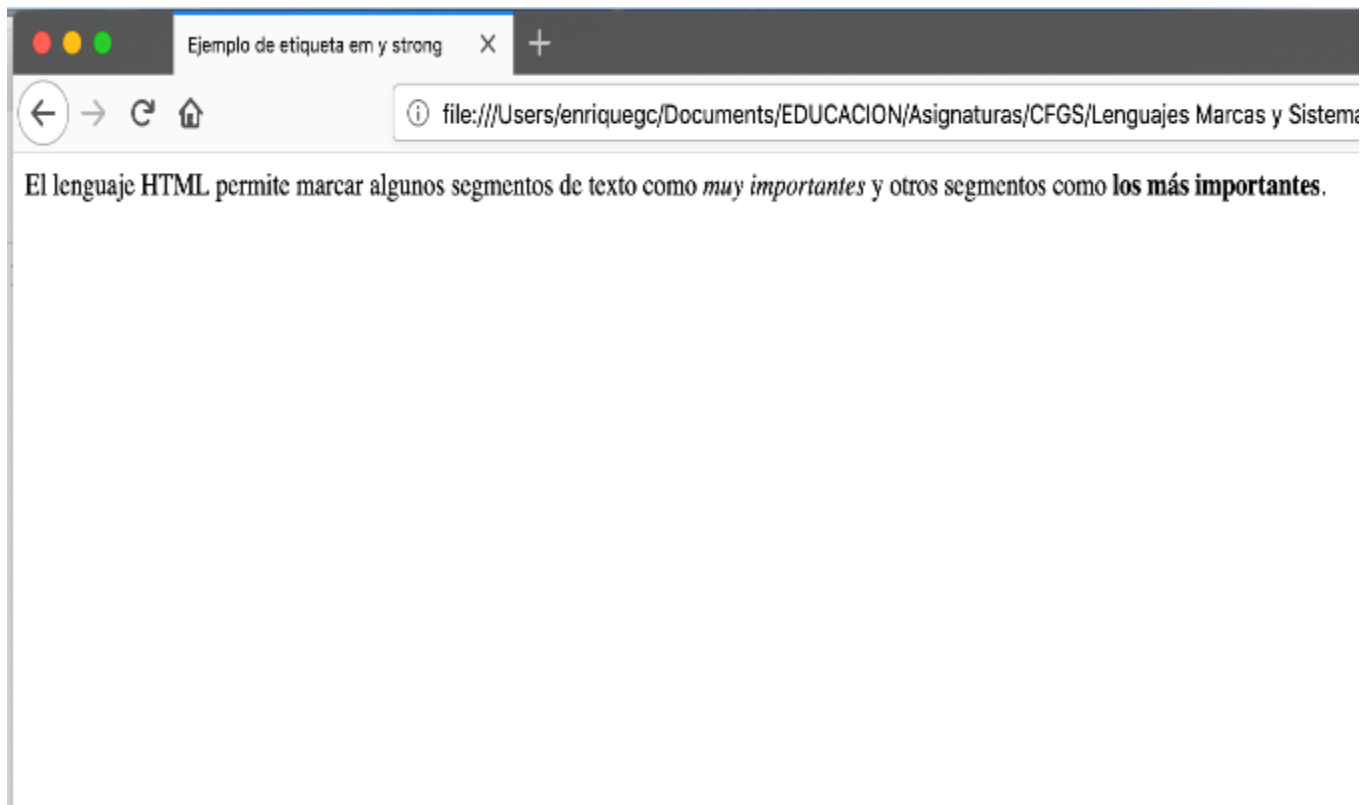 Ejemplo de etiqueta em y strong
file:///Users/enriquegc/Documents/EDUCACION/Asignaturas/CFGS/Lenguajes Marcas y Sistema
El lenguaje HTML permite marcar algunos segmentos de texto como muy importantes y otros segmentos como los más importantes.